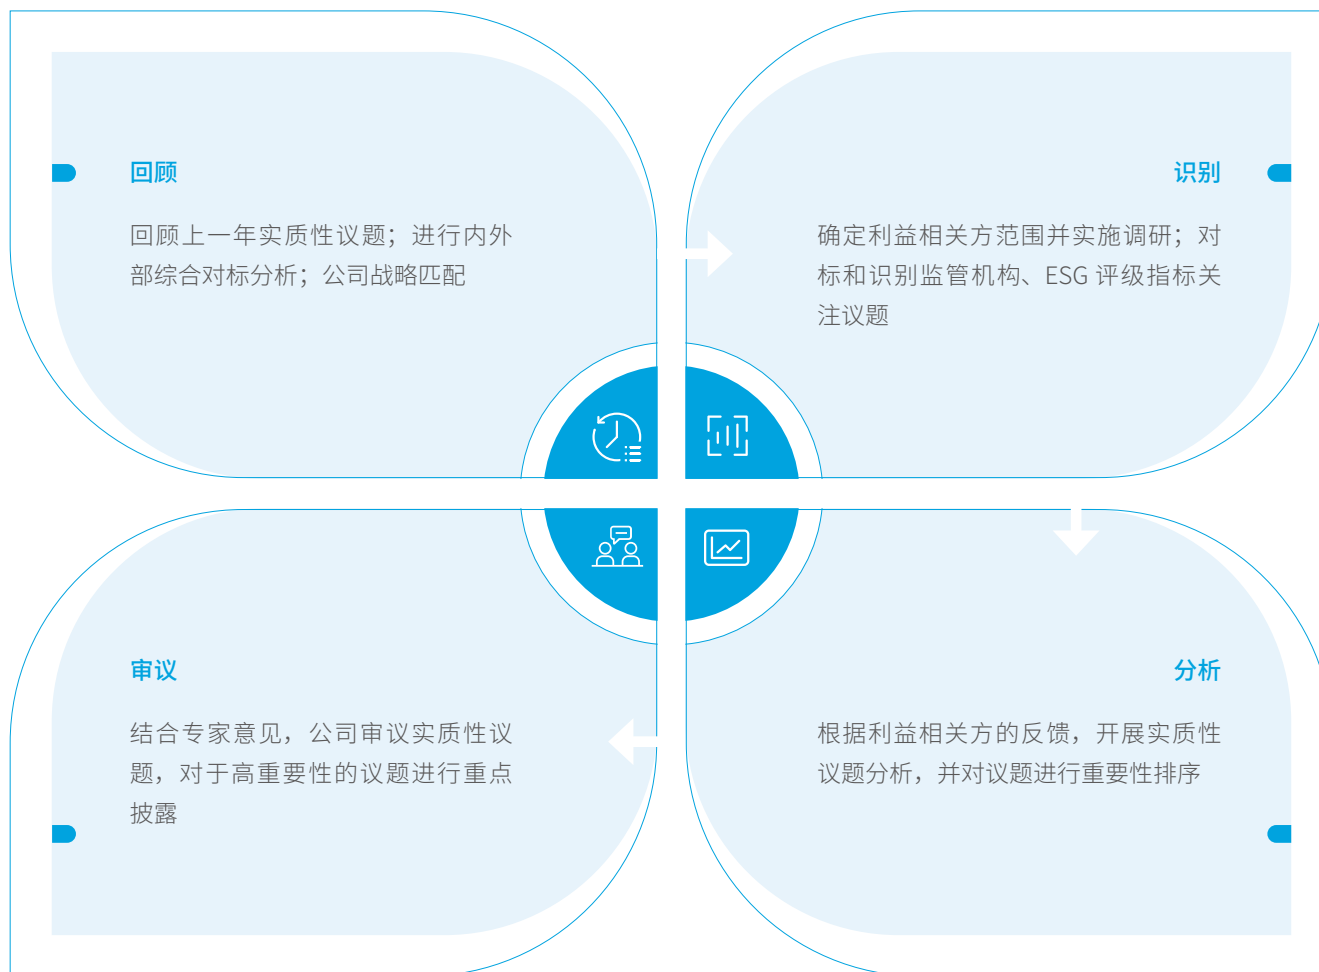 回顾
回顾上一年实质性议题；进行内外
部综合对标分析；公司战略匹配
识别
确定利益相关方范围并实施调研；对
标和识别监管机构、ESG 评级指标关
注议题
分析
根据利益相关方的反馈，开展实质性
议题分析，并对议题进行重要性排序
审议
结合专家意见，公司审议实质性议
题，对于高重要性的议题进行重点
披露